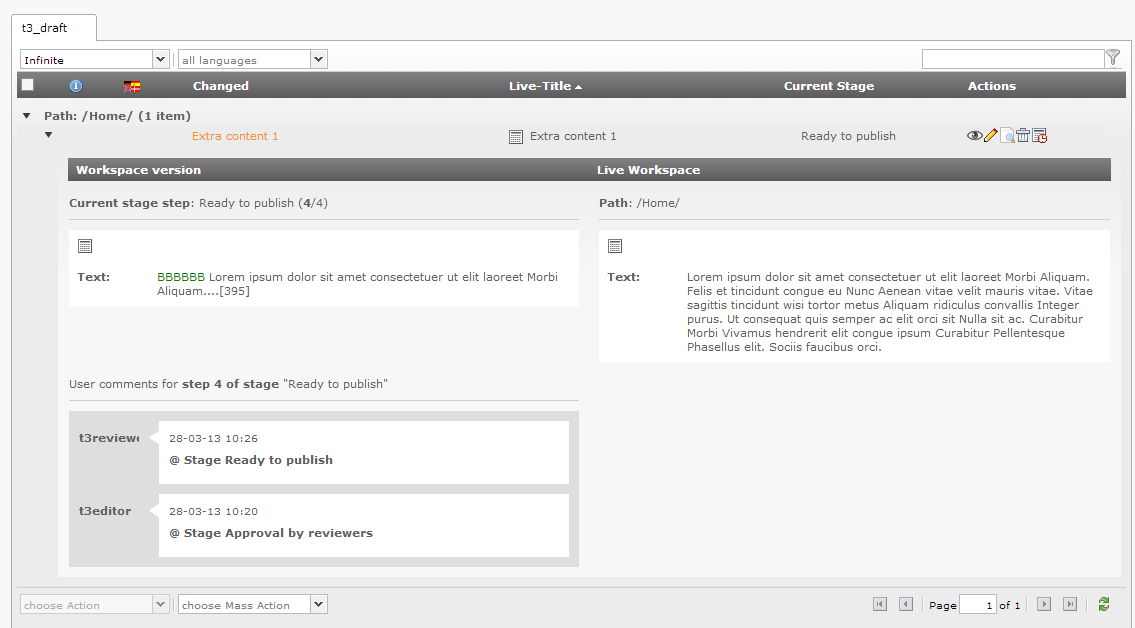 t3_draft
Infinite
all languages
Changed
Live-Title
Current Stage
Actions
Path: /Home/ (1 item)
Extra content 1
Extra content 1
Ready to publish
Workspace version
Live Workspace
Current stage step: Ready to publish (4/4)
Path: /Home/
Text:
BBBBBB Lorem ipsum dolor sit amet consectetuer ut elit laoreet Morbi
Aliquam....[395]
Text:
Lorem ipsum dolor sit amet consectetuer ut elit laoreet Morbi Aliquam.
Felis et tincidunt congue eu Nunc Aenean vitae velit mauris vitae. Vitae
sagittis tincidunt wisi tortor metus Aliquam ridiculus convallis Integer
purus. Ut consequat quis semper ac elit orci sit Nulla sit ac. Curabitur
Morbi Vivamus hendrerit elit congue ipsum Curabitur Pellentesque
Phasellus elit. Sociis faucibus orci.
User comments for step 4 of stage "Ready to publish"
t3reviewe
28-03-13 10:26
@ Stage Ready to publish
t3editor
28-03-13 10:20
@ Stage Approval by reviewers
choose Action
choose Mass Action
Page 1 of 1